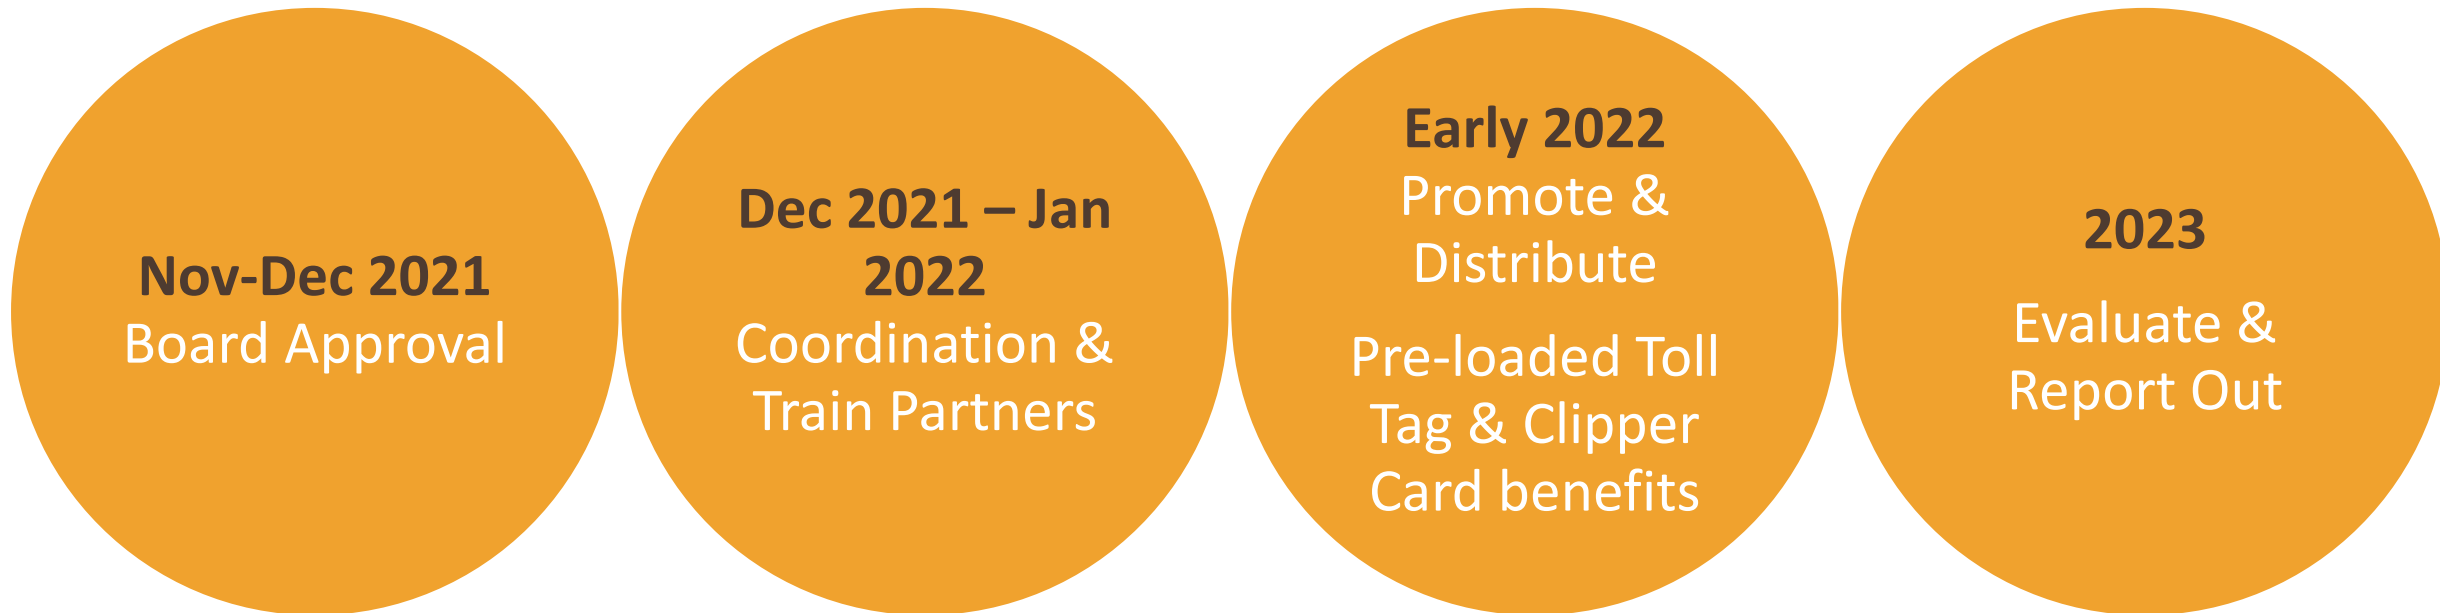 Nov-Dec 2021
Board Approval
Dec 2021 – Jan
2022
Coordination &
Train Partners
Early 2022
Promote &
Distribute
Pre-loaded Toll
Tag & Clipper
Card benefits
2023
Evaluate &
Report Out